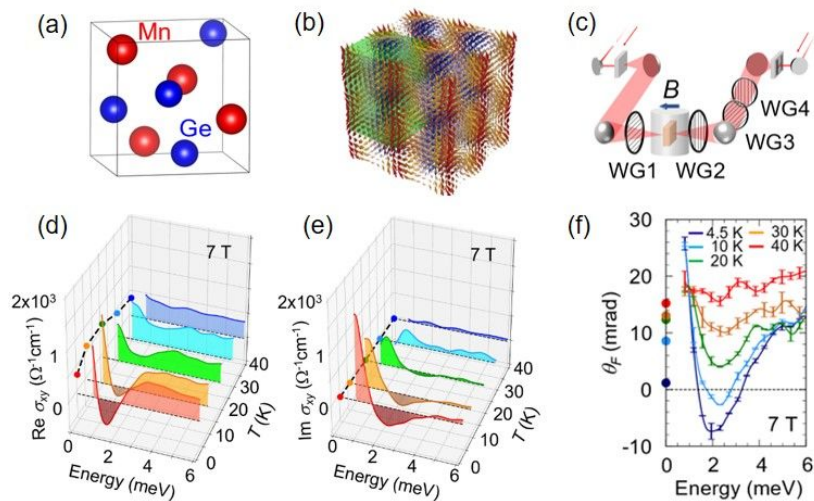 (a)
Mn
Ge
(b)
(c)
B
WG1
WG2
WG3
WG4
(d)
7 T
2x10³
1
0
Re σxy (Ω⁻¹cm⁻¹)
0
2
4
6
Energy (meV)
0
10
20
30
40
T (K)
(e)
7 T
2x10³
1
0
Im σxy (Ω⁻¹cm⁻¹)
0
2
4
6
Energy (meV)
0
10
20
30
40
T (K)
(f)
30
20
10
0
-10
θF (mrad)
4.5 K
30 K
10 K
40 K
20 K
7 T
0
2
4
6
Energy (meV)